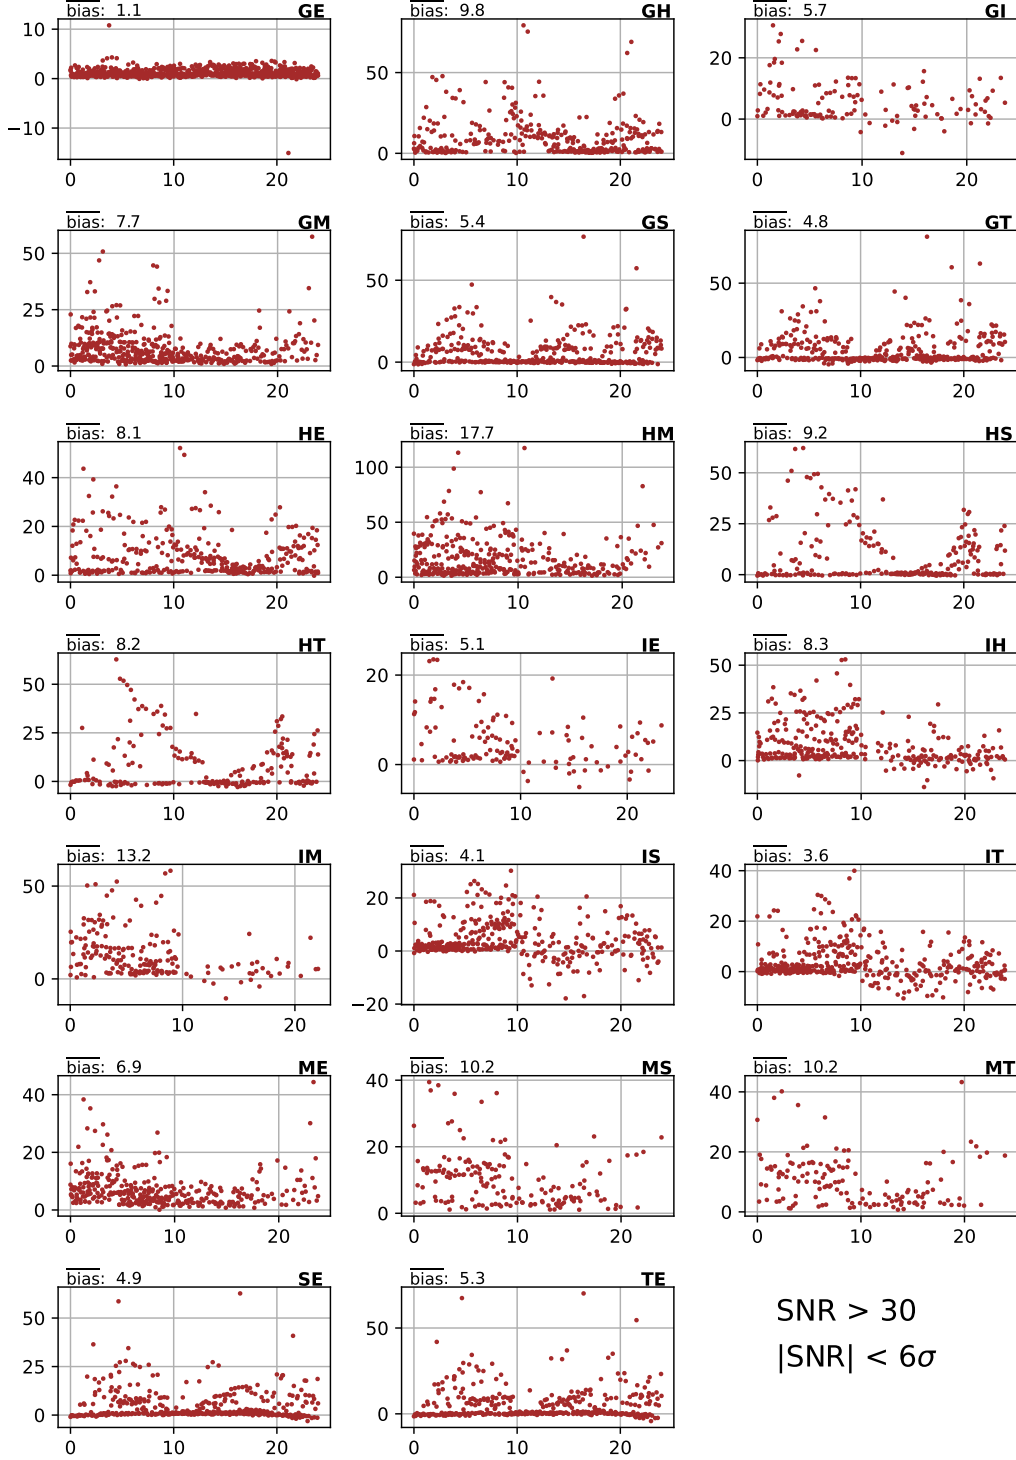 bias: 1.1 GE bias: 9.8 GH bias: 5.7 GI
10 0 −10 0 10 20
50 0 0 10 20
20 0 0 10 20
bias: 7.7 GM bias: 5.4 GS bias: 4.8 GT
50 25 0 0 10 20
50 0 0 10 20
50 0 0 10 20
bias: 8.1 HE bias: 17.7 HM bias: 9.2 HS
40 20 0 0 10 20
100 50 0 0 10 20
50 25 0 0 10 20
bias: 8.2 HT bias: 5.1 IE bias: 8.3 IH
50 25 0 0 10 20
20 0 0 10 20
50 25 0 0 10 20
bias: 13.2 IM bias: 4.1 IS bias: 3.6 IT
50 0 0 10 20
20 0 −20 0 10 20
40 20 0 0 10 20
bias: 6.9 ME bias: 10.2 MS bias: 10.2 MT
40 20 0 0 10 20
40 20 0 0 10 20
40 20 0 0 10 20
bias: 4.9 SE bias: 5.3 TE
50 25 0 0 10 20
50 0 0 10 20
SNR > 30
|SNR| < 6σ